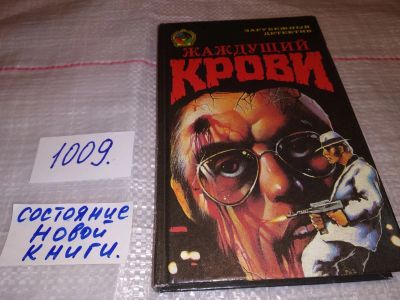 ЗАРУБЕЖНЫЙ
ДЕТЕКТИВ
ЖАЖДУЩИЙ
КРОВИ
1009.
СОСТОЯНИЕ
НОВОЙ
КНИГИ.